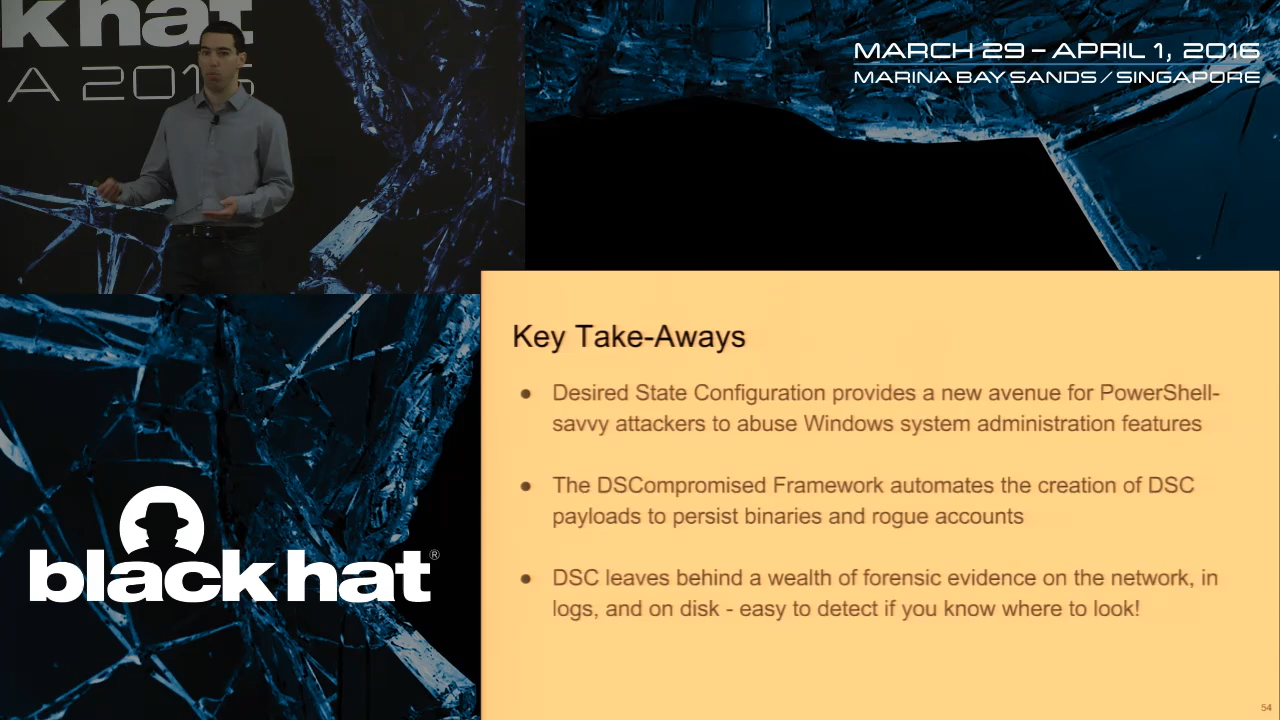 k hat
A 2016
MARCH 29 – APRIL 1, 2016
MARINA BAY SANDS / SINGAPORE
black hat®
Key Take-Aways
● Desired State Configuration provides a new avenue for PowerShell-
savvy attackers to abuse Windows system administration features
● The DSCompromised Framework automates the creation of DSC
payloads to persist binaries and rogue accounts
● DSC leaves behind a wealth of forensic evidence on the network, in
logs, and on disk - easy to detect if you know where to look!
54